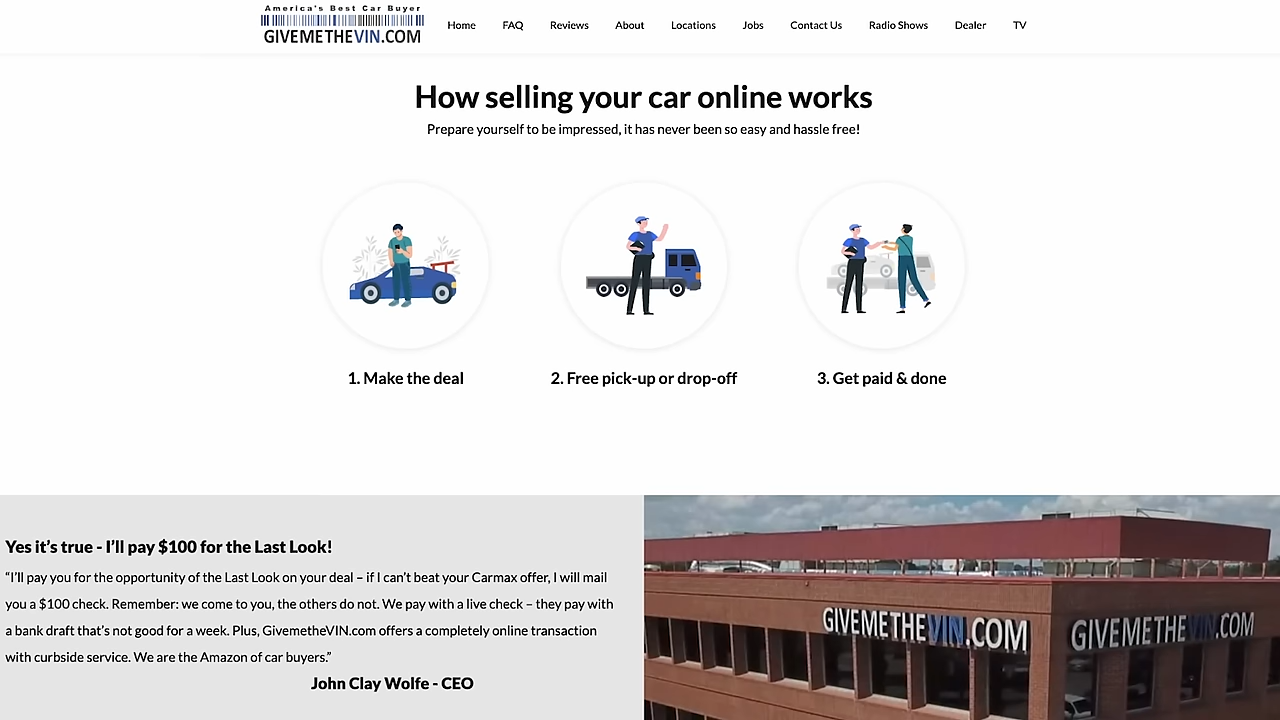 America's Best Car Buyer
GIVEMETHEVIN.COM
Home FAQ Reviews About Locations Jobs Contact Us Radio Shows Dealer TV
How selling your car online works
Prepare yourself to be impressed, it has never been so easy and hassle free!
1. Make the deal
2. Free pick-up or drop-off
3. Get paid & done
Yes it's true - I'll pay $100 for the Last Look!
“I'll pay you for the opportunity of the Last Look on your deal – if I can't beat your Carmax offer, I will mail
you a $100 check. Remember: we come to you, the others do not. We pay with a live check – they pay with
a bank draft that's not good for a week. Plus, GivemetheVIN.com offers a completely online transaction
with curbside service. We are the Amazon of car buyers.”
John Clay Wolfe - CEO
GIVEMETHEVIN.COM
GIVEMETHEVIN.COM